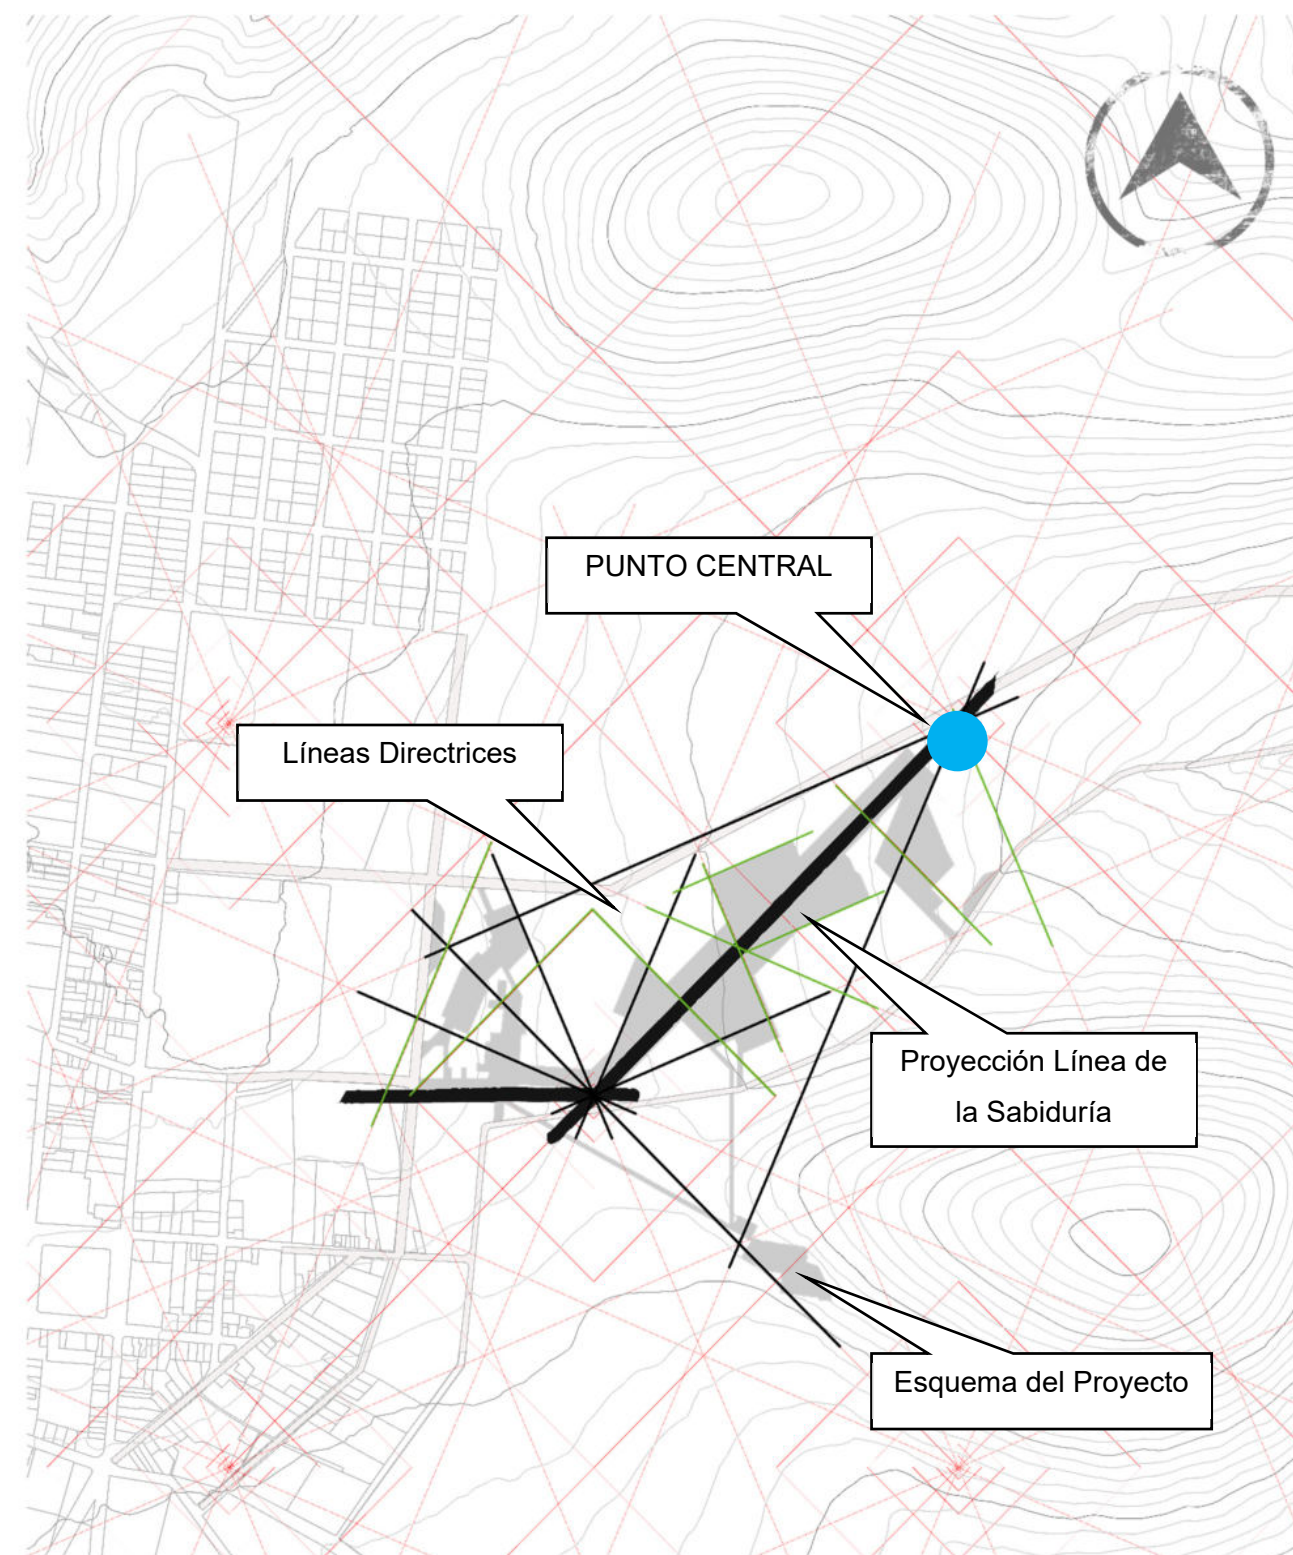 PUNTO CENTRAL
Líneas Directrices
Proyección Línea de
la Sabiduría
Esquema del Proyecto